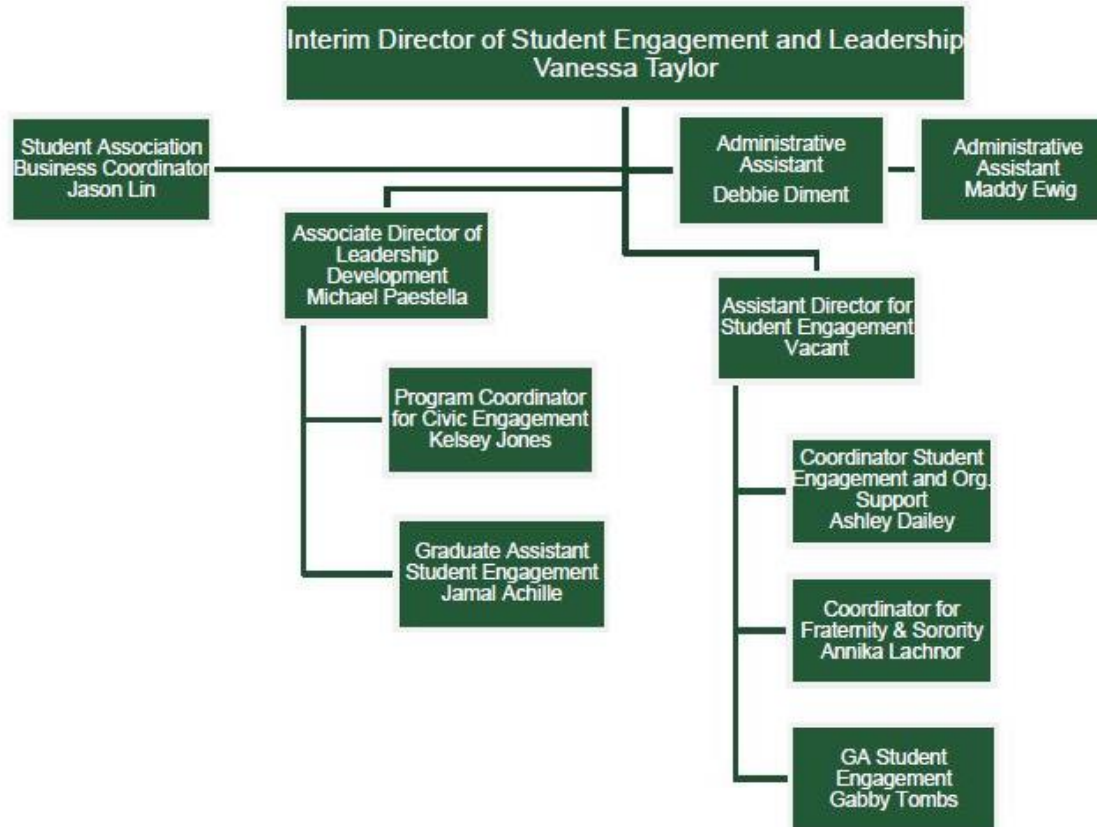 Interim Director of Student Engagement and Leadership
Vanessa Taylor
Student Association
Business Coordinator
Jason Lin
Administrative
Assistant
Debbie Diment
Administrative
Assistant
Maddy Ewig
Associate Director of
Leadership
Development
Michael Paestella
Assistant Director for
Student Engagement
Vacant
Program Coordinator
for Civic Engagement
Kelsey Jones
Graduate Assistant
Student Engagement
Jamal Achille
Coordinator Student
Engagement and Org.
Support
Ashley Dailey
Coordinator for
Fraternity & Sorority
Annika Lachnor
GA Student
Engagement
Gabby Tombs